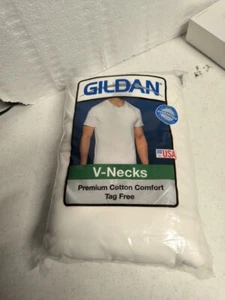 GILDAN
USA
V-Necks
Premium Cotton Comfort
Tag Free